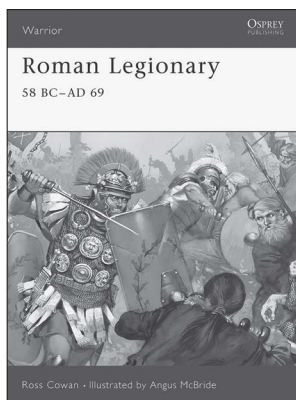 Warrior
OSPREY
PUBLISHING
Roman Legionary
58 BC–AD 69
Ross Cowan • Illustrated by Angus McBride